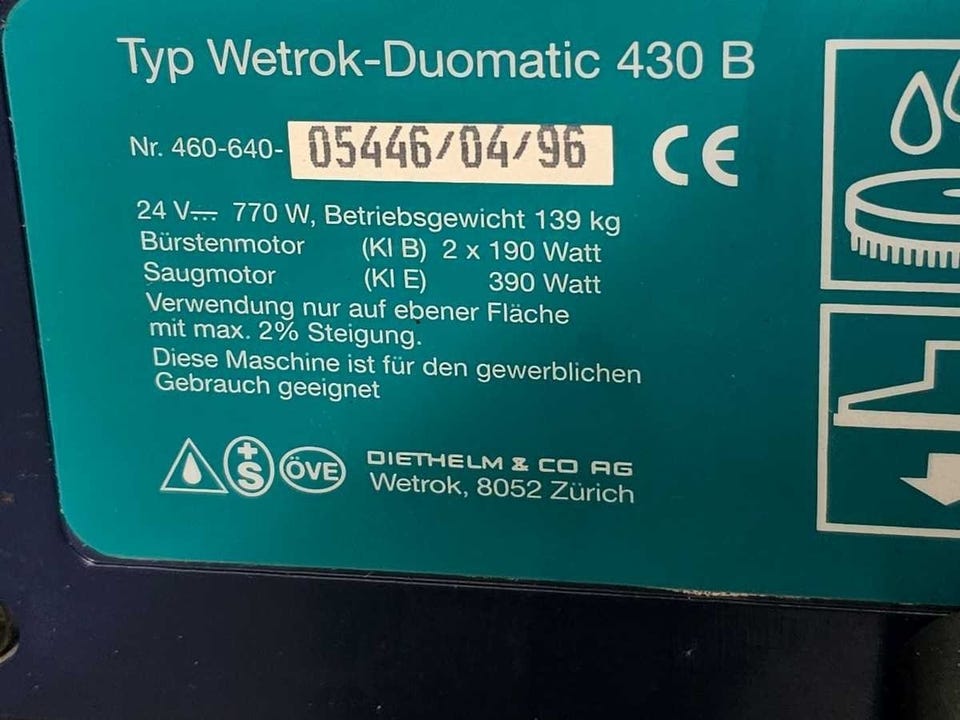 Typ Wetrok-Duomatic 430 B
Nr. 460-640- 05446/04/96 CE
24 V⎓ 770 W, Betriebsgewicht 139 kg
Bürstenmotor (KI B) 2 x 190 Watt
Saugmotor (KI E) 390 Watt
Verwendung nur auf ebener Fläche
mit max. 2% Steigung.
Diese Maschine ist für den gewerblichen
Gebrauch geeignet
+S ÖVE DIETHELM & CO AG
Wetrok, 8052 Zürich